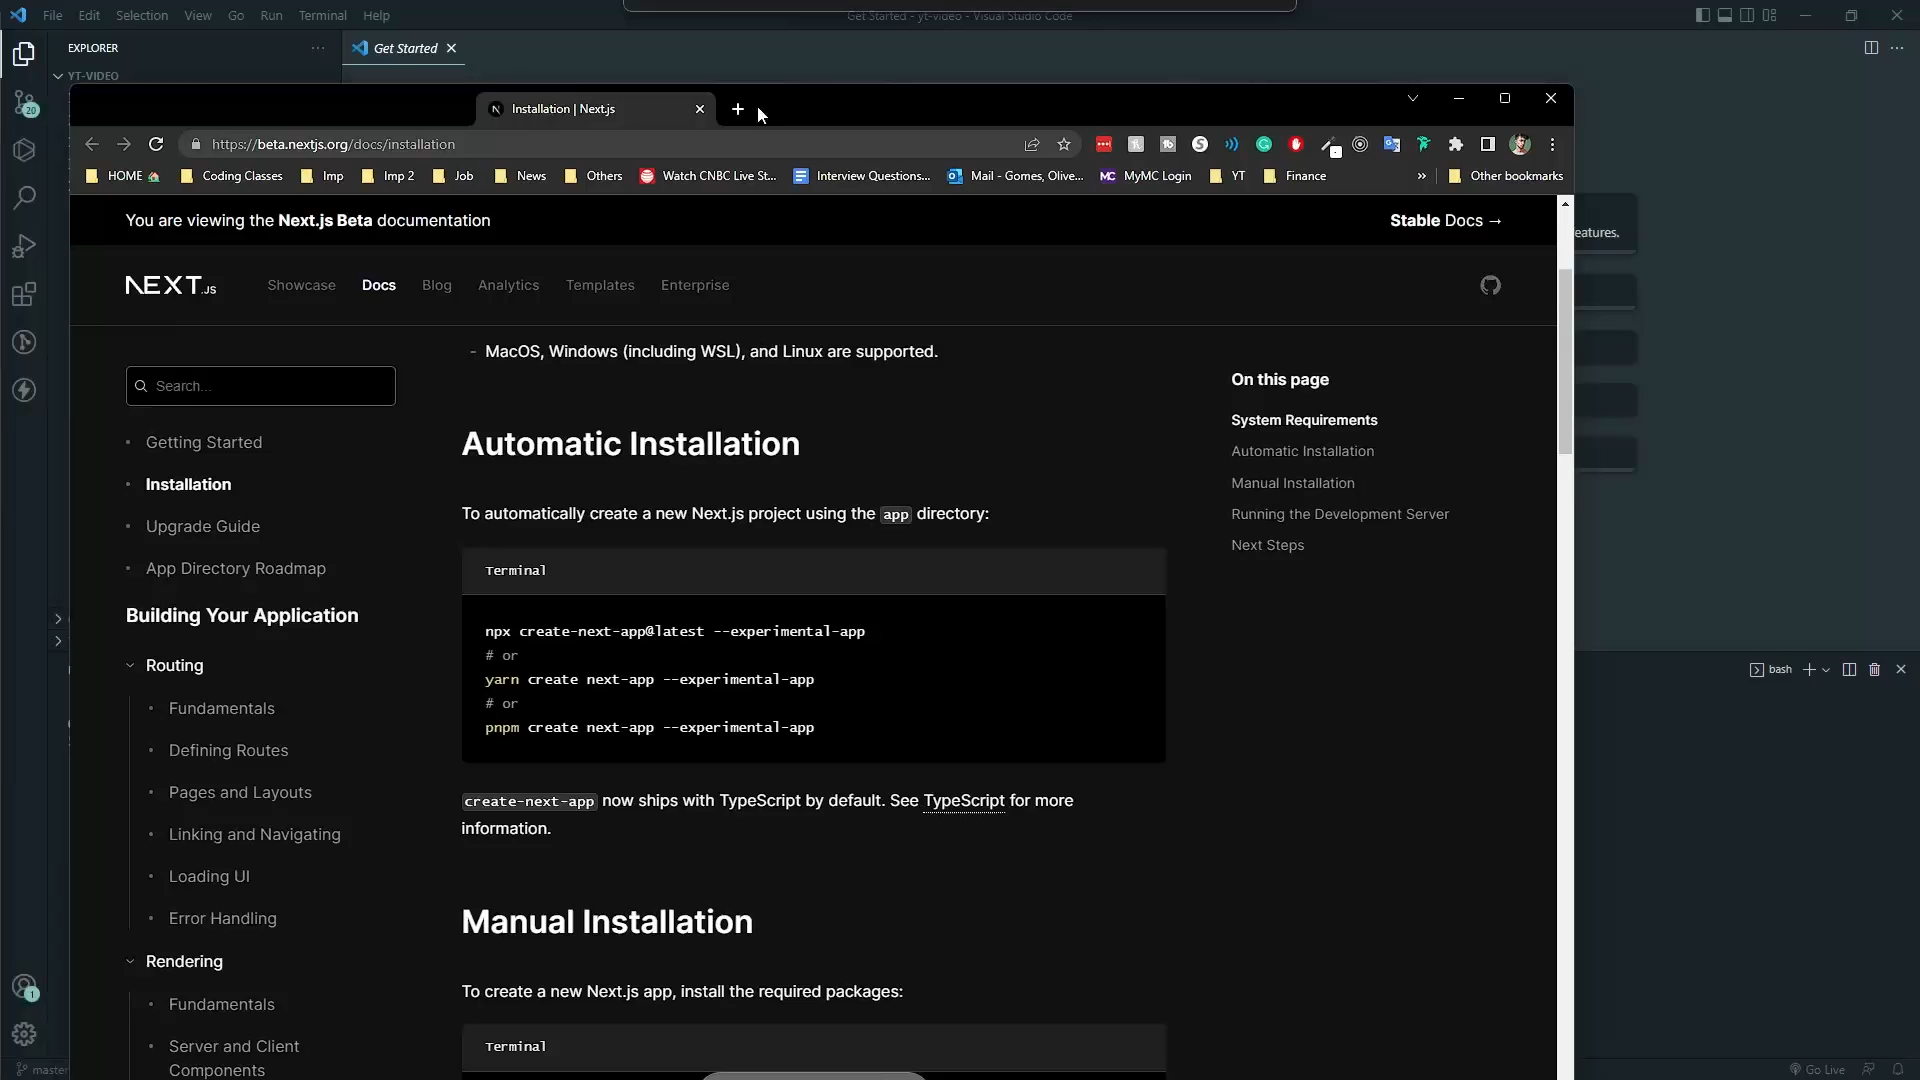 File Edit Selection View Go Run Terminal Help
Get Started - yt-video - Visual Studio Code
EXPLORER
Get Started
YT-VIDEO
20
Installation | Next.js
https://beta.nextjs.org/docs/installation
HOME Coding Classes Imp Imp 2 Job News Others Watch CNBC Live St... Interview Questions... Mail - Gomes, Olive... MC MyMC Login YT Finance » Other bookmarks
You are viewing the Next.js Beta documentation
Stable Docs →
eatures.
NEXT.JS Showcase Docs Blog Analytics Templates Enterprise
- MacOS, Windows (including WSL), and Linux are supported.
Search...
Getting Started
Installation
Upgrade Guide
App Directory Roadmap
Building Your Application
Routing
Fundamentals
Defining Routes
Pages and Layouts
Linking and Navigating
Loading UI
Error Handling
Rendering
Fundamentals
Server and Client
Components
Automatic Installation
To automatically create a new Next.js project using the app directory:
Terminal
npx create-next-app@latest --experimental-app
# or
yarn create next-app --experimental-app
# or
pnpm create next-app --experimental-app
create-next-app now ships with TypeScript by default. See TypeScript for more
information.
Manual Installation
To create a new Next.js app, install the required packages:
Terminal
On this page
System Requirements
Automatic Installation
Manual Installation
Running the Development Server
Next Steps
bash
1
master
Go Live